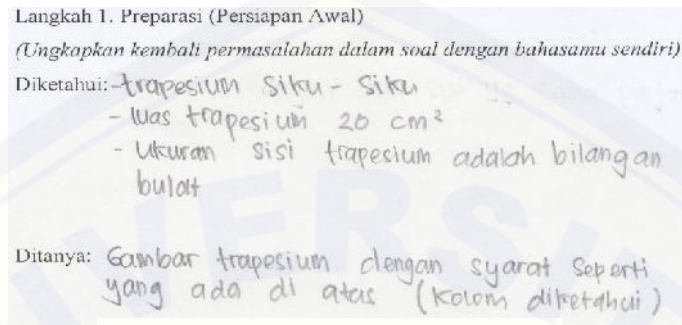 Langkah 1. Preparasi (Persiapan Awal)
(Ungkapkan kembali permasalahan dalam soal dengan bahasamu sendiri)
Diketahui: -trapesium siku - siku
- luas trapesium 20 cm²
- Ukuran sisi trapesium adalah bilangan
bulat
Ditanya: Gambar trapesium dengan syarat seperti
yang ada di atas (kolom diketahui)